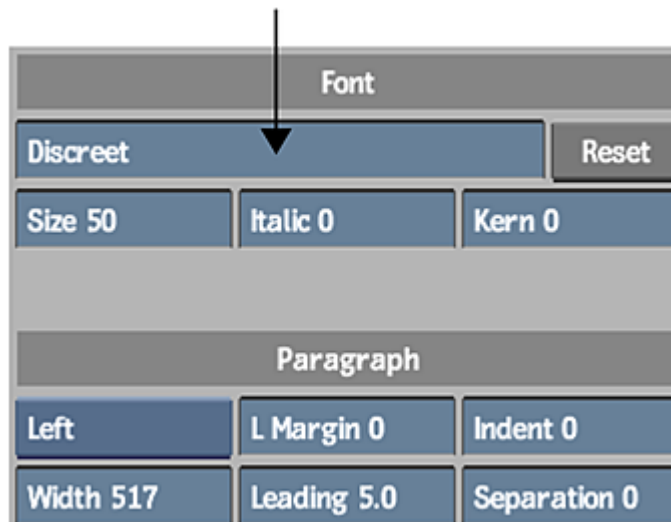 Font
Discreet Reset
Size 50 Italic 0 Kern 0
Paragraph
Left L Margin 0 Indent 0
Width 517 Leading 5.0 Separation 0